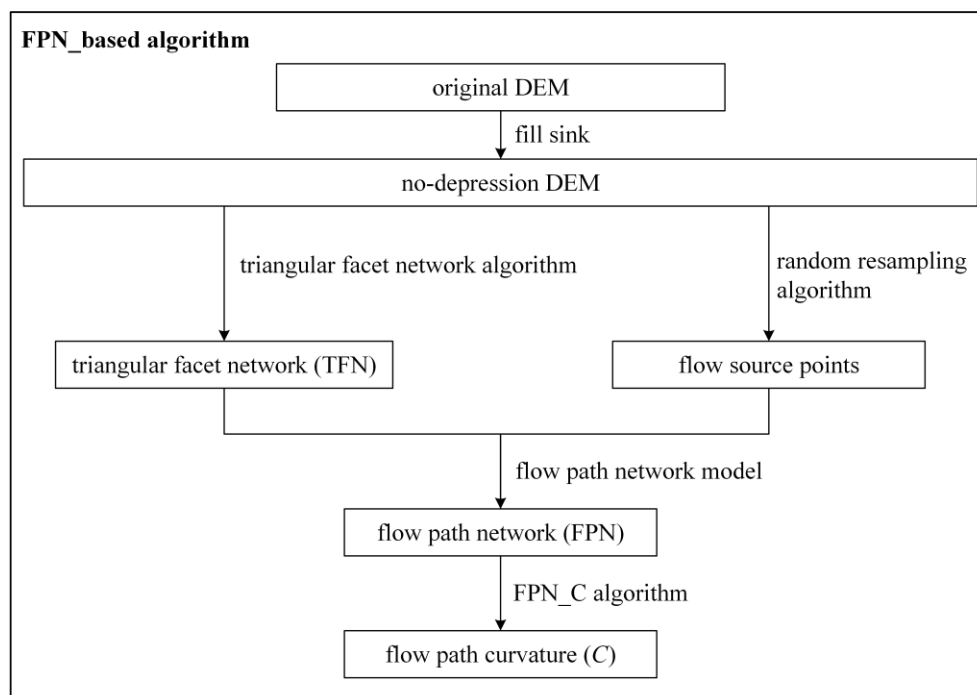 FPN_based algorithm
original DEM
fill sink
no-depression DEM
triangular facet network algorithm
random resampling
algorithm
triangular facet network (TFN)
flow source points
flow path network model
flow path network (FPN)
FPN_C algorithm
flow path curvature (C)